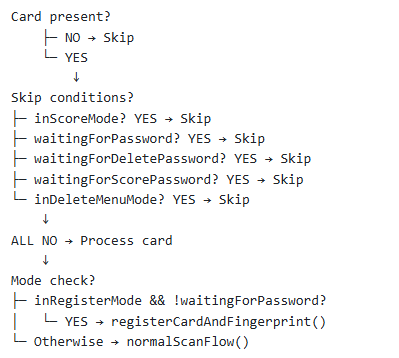 Card present?
├─ NO → Skip
└─ YES
↓
Skip conditions?
├─ inScoreMode? YES → Skip
├─ waitingForPassword? YES → Skip
├─ waitingForDeletePassword? YES → Skip
├─ waitingForScorePassword? YES → Skip
└─ inDeleteMenuMode? YES → Skip
↓
ALL NO → Process card
↓
Mode check?
├─ inRegisterMode && !waitingForPassword?
│  └─ YES → registerCardAndFingerprint()
└─ Otherwise → normalScanFlow()